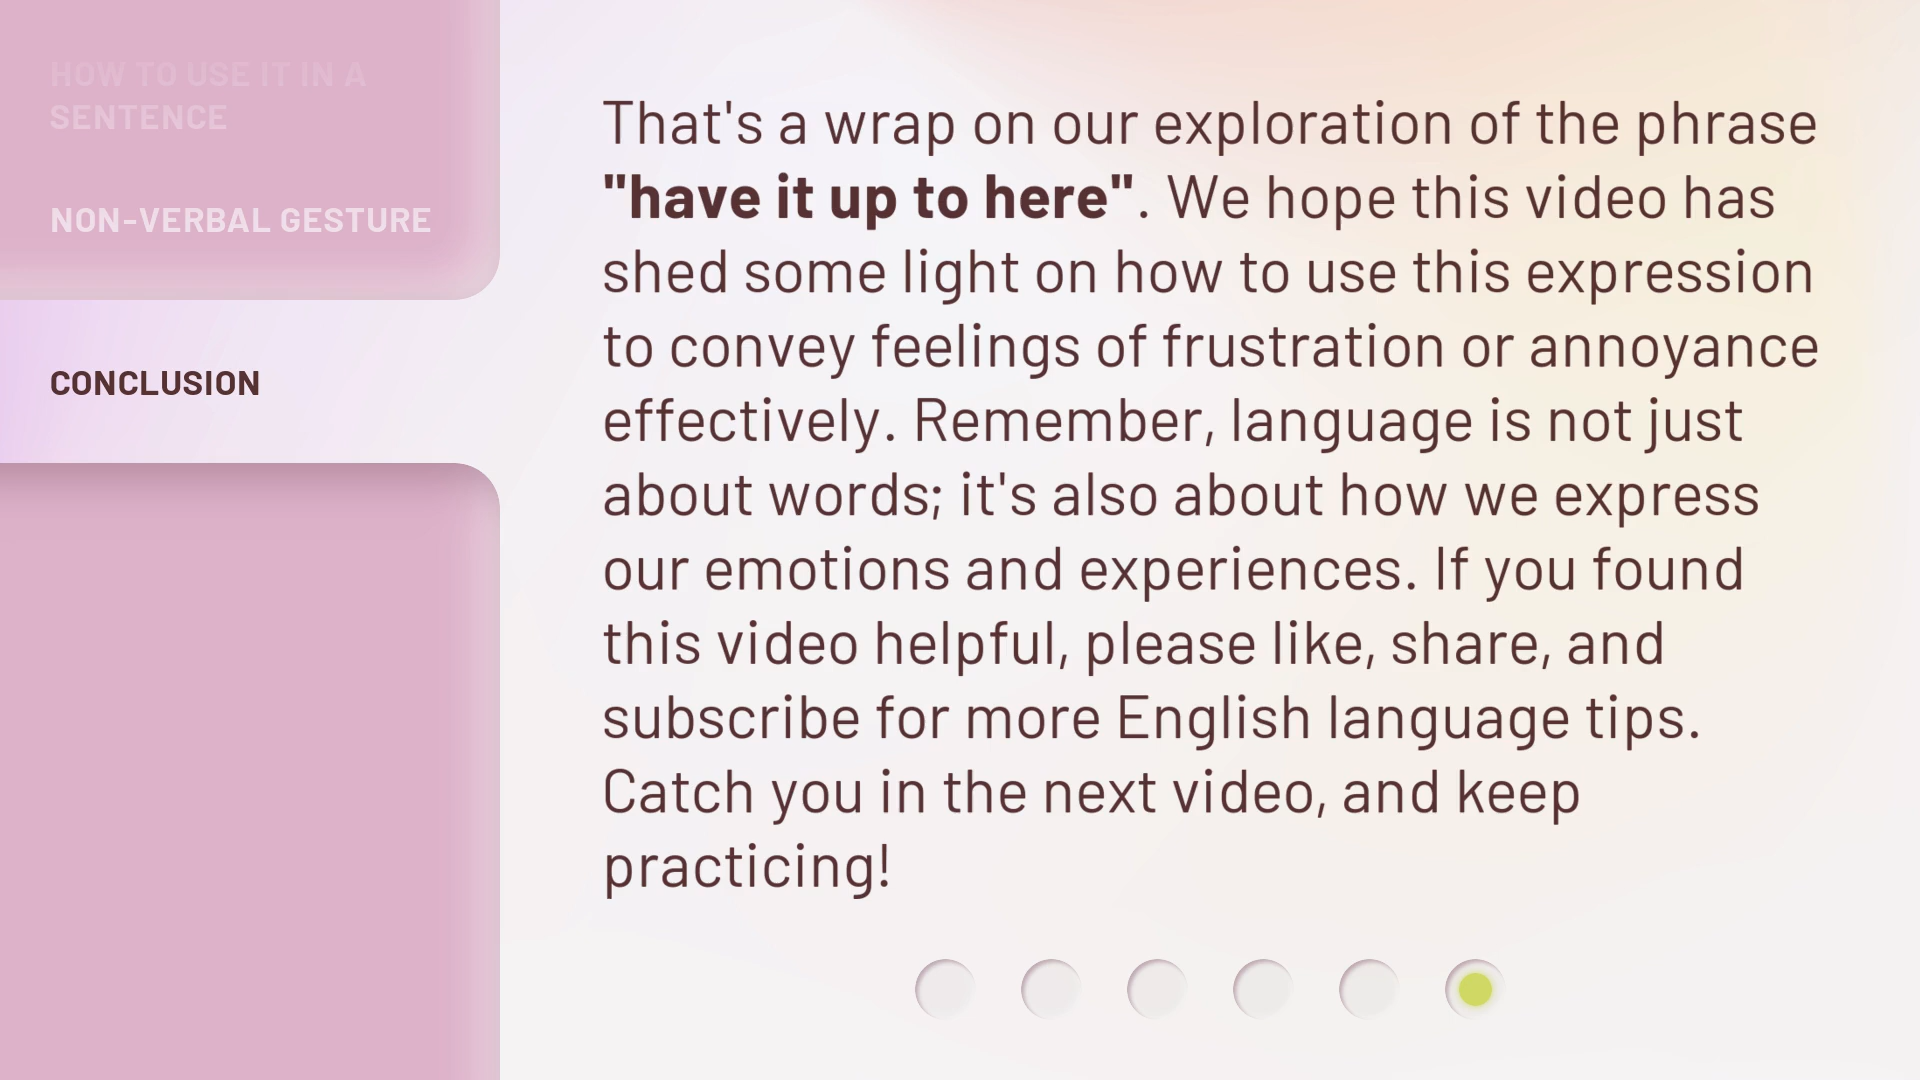 HOW TO USE IT IN A
SENTENCE
NON-VERBAL GESTURE
CONCLUSION
That's a wrap on our exploration of the phrase
"have it up to here". We hope this video has
shed some light on how to use this expression
to convey feelings of frustration or annoyance
effectively. Remember, language is not just
about words; it's also about how we express
our emotions and experiences. If you found
this video helpful, please like, share, and
subscribe for more English language tips.
Catch you in the next video, and keep
practicing!